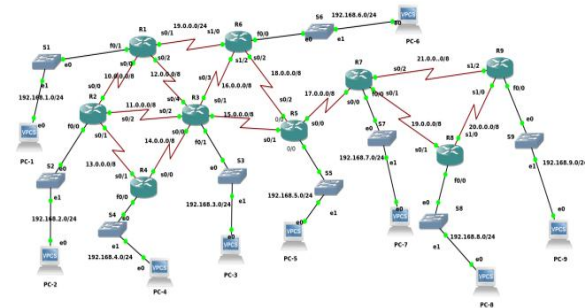 R1
19.0.0.0/24
R6
S6
192.168.6.0/24
f0/0
e0
e1
PC-6
S1
f0/1
s0/1
s1/0
e0
e1
192.168.1.0/24
e0
VPCS
PC-1
s0/0
s0/2
10.0.0.0/8
12.0.0.0/8
s1/2
s0/2
s0/1
16.0.0.0/8
18.0.0.0/8
R2
s0/0
s0/4
R3
11.0.0.0/8
s0/0
s0/2
s0/1
s0/2
15.0.0.0/8
R5
17.0.0.0/8
s0/1
s0/0
0/0
R7
s0/2
21.0.0..0/8
s1/2
R9
s0/0
s0/1
19.0.0.0/8
s1/0
s1/0
20.0.0.0/8
R8
f0/0
f0/0
13.0.0.0/8
14.0.0.0/8
s0/1
R4
s0/0
f0/0
f0/1
S2
e0
e1
192.168.2.0/24
e0
VPCS
PC-2
S4
e0
e1
192.168.4.0/24
e0
VPCS
PC-4
S3
e0
e1
192.168.3.0/24
e0
VPCS
PC-3
S5
e0
e1
192.168.5.0/24
e0
VPCS
PC-5
S7
e0
e1
192.168.7.0/24
e0
VPCS
PC-7
S8
e0
e1
192.168.8.0/24
e0
VPCS
PC-8
S9
e0
e1
192.168.9.0/24
e0
VPCS
PC-9